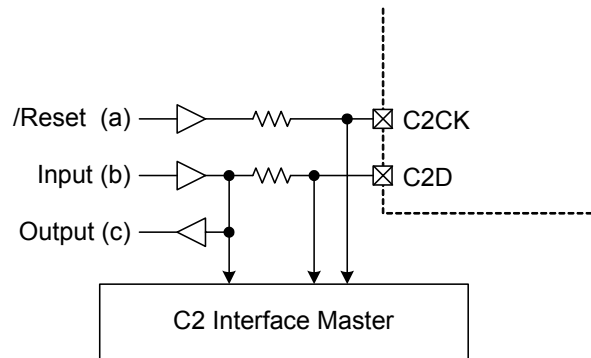 /Reset (a)
C2CK
Input (b)
C2D
Output (c)
C2 Interface Master